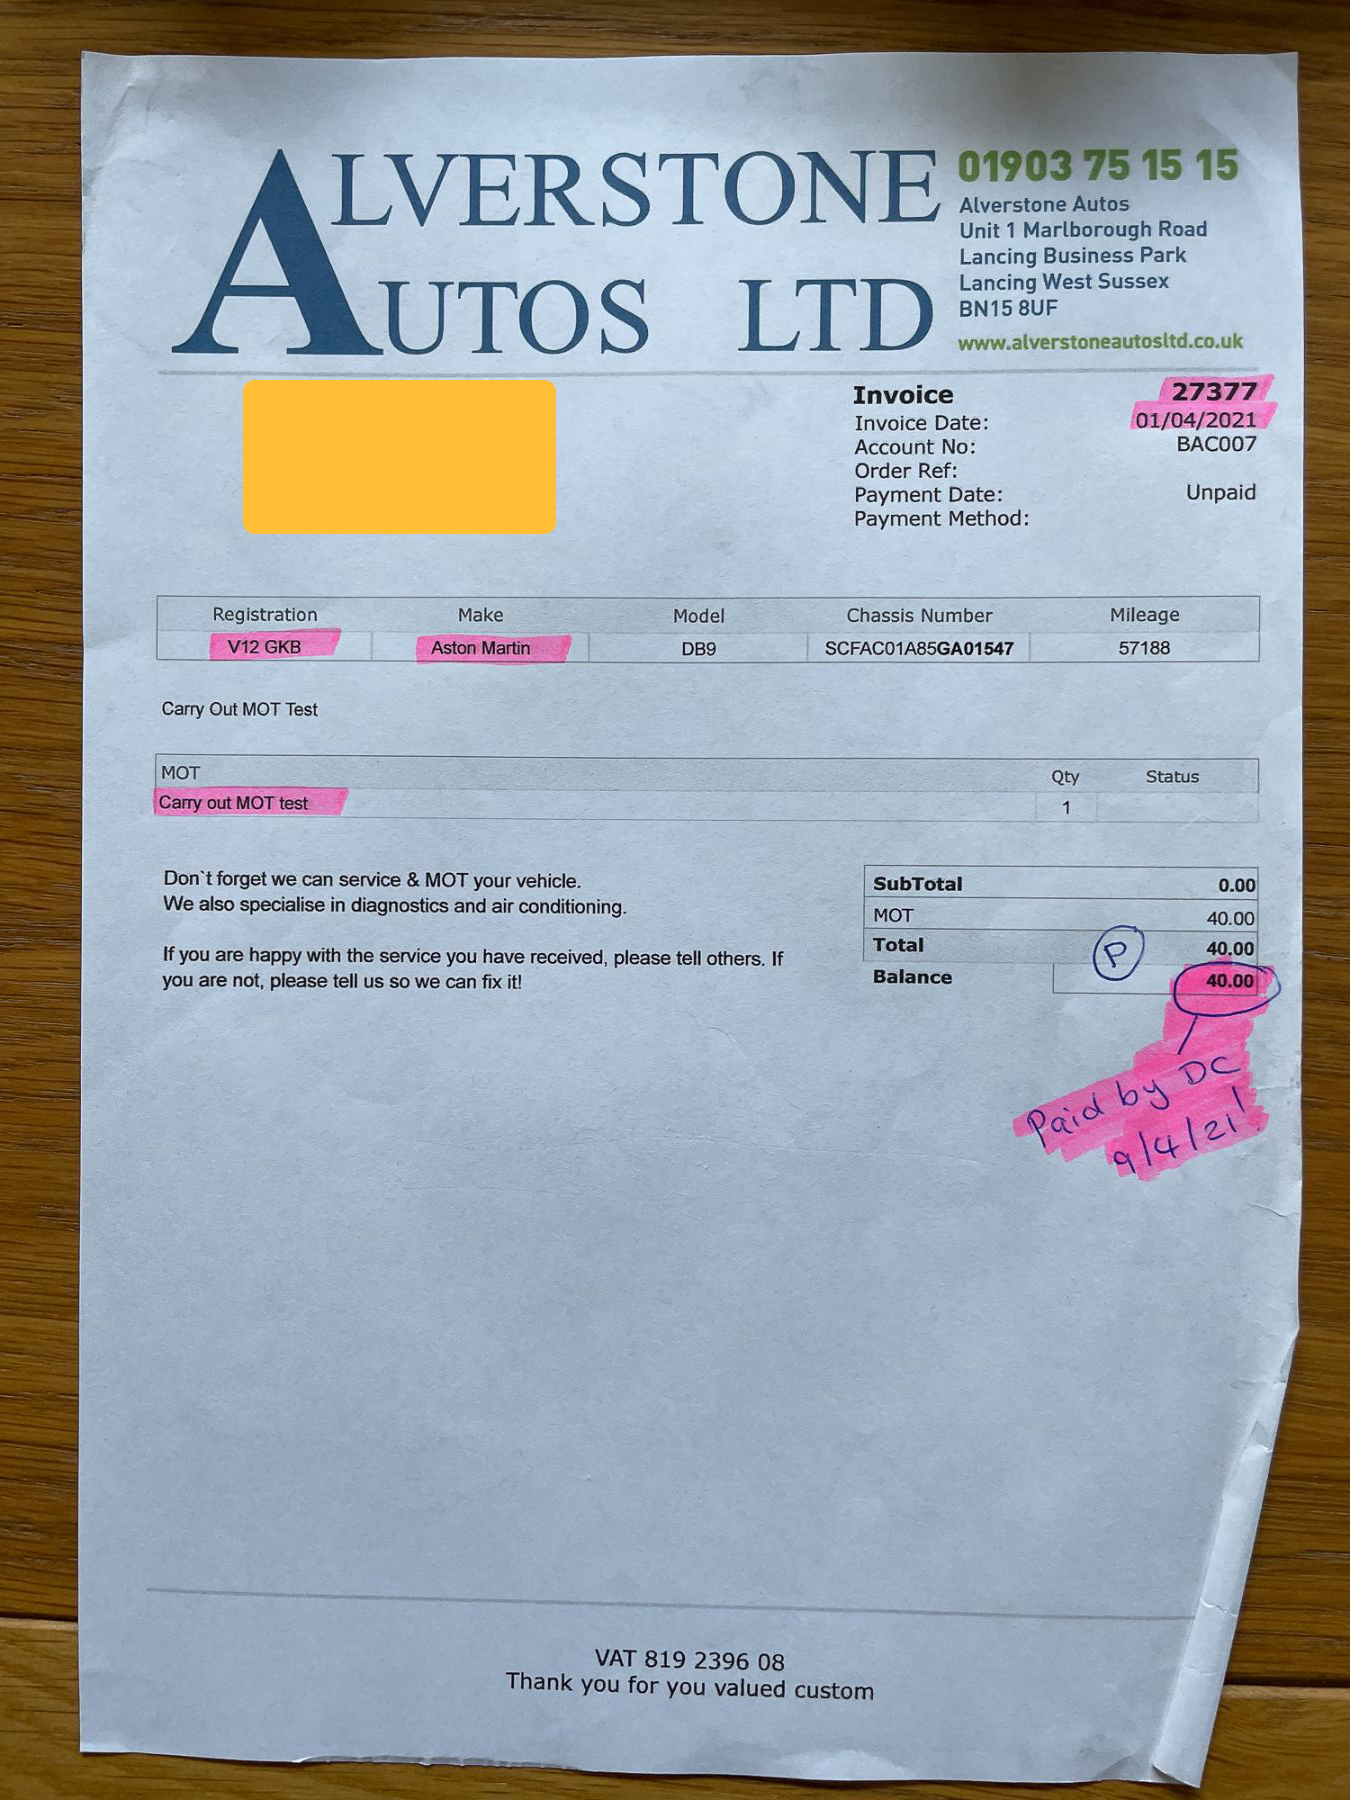 ALVERSTONE
AUTOS LTD
01903 75 15 15
Alverstone Autos
Unit 1 Marlborough Road
Lancing Business Park
Lancing West Sussex
BN15 8UF
www.alverstoneautosltd.co.uk
Invoice 27377
Invoice Date: 01/04/2021
Account No: BAC007
Order Ref:
Payment Date: Unpaid
Payment Method:
Registration Make Model Chassis Number Mileage
V12 GKB Aston Martin DB9 SCFAC01A85GA01547 57188
Carry Out MOT Test
MOT Qty Status
Carry out MOT test 1
Don`t forget we can service & MOT your vehicle.
We also specialise in diagnostics and air conditioning.
If you are happy with the service you have received, please tell others. If
you are not, please tell us so we can fix it!
SubTotal 0.00
MOT 40.00
Total P 40.00
Balance 40.00
Paid by DC
9/4/21!
VAT 819 2396 08
Thank you for you valued custom